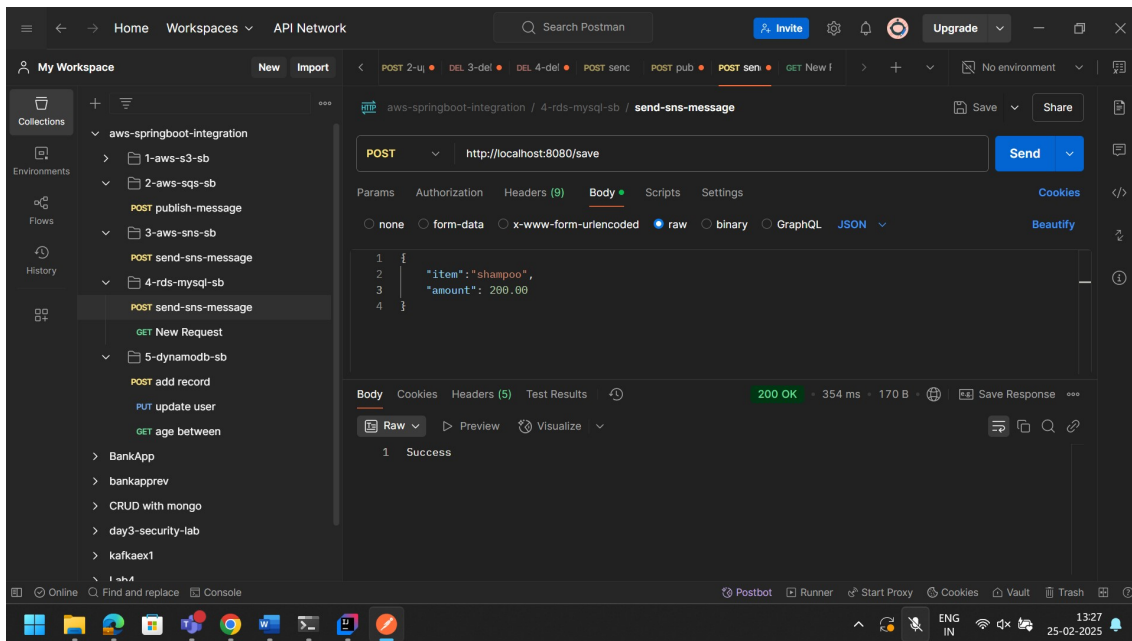 Home Workspaces API Network Search Postman Invite Upgrade
My Workspace New Import POST 2-u DEL 3-del DEL 4-del POST senc POST pub POST sen GET New No environment
Collections
Environments
Flows
History
aws-springboot-integration
1-aws-s3-sb
2-aws-sqs-sb
POST publish-message
3-aws-sns-sb
POST send-sns-message
4-rds-mysql-sb
POST send-sns-message
GET New Request
5-dynamodb-sb
POST add record
PUT update user
GET age between
BankApp
bankapprev
CRUD with mongo
day3-security-lab
kafkaex1
Lab4
HTTP aws-springboot-integration / 4-rds-mysql-sb / send-sns-message Save Share
POST http://localhost:8080/save Send
Params Authorization Headers (9) Body Scripts Settings Cookies
none form-data x-www-form-urlencoded raw binary GraphQL JSON Beautify
1 {
2 "item":"shampoo",
3 "amount": 200.00
4 }
Body Cookies Headers (5) Test Results 200 OK 354 ms 170 B e.g. Save Response
Raw Preview Visualize
1 Success
Online Find and replace Console Postbot Runner Start Proxy Cookies Vault Trash
ENG 13:27
IN 25-02-2025